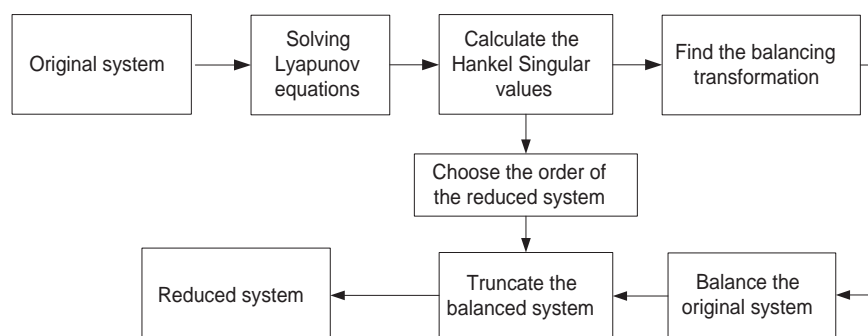 Original system
Solving
Lyapunov
equations
Calculate the
Hankel Singular
values
Find the balancing
transformation
Choose the order of
the reduced system
Reduced system
Truncate the
balanced system
Balance the
original system